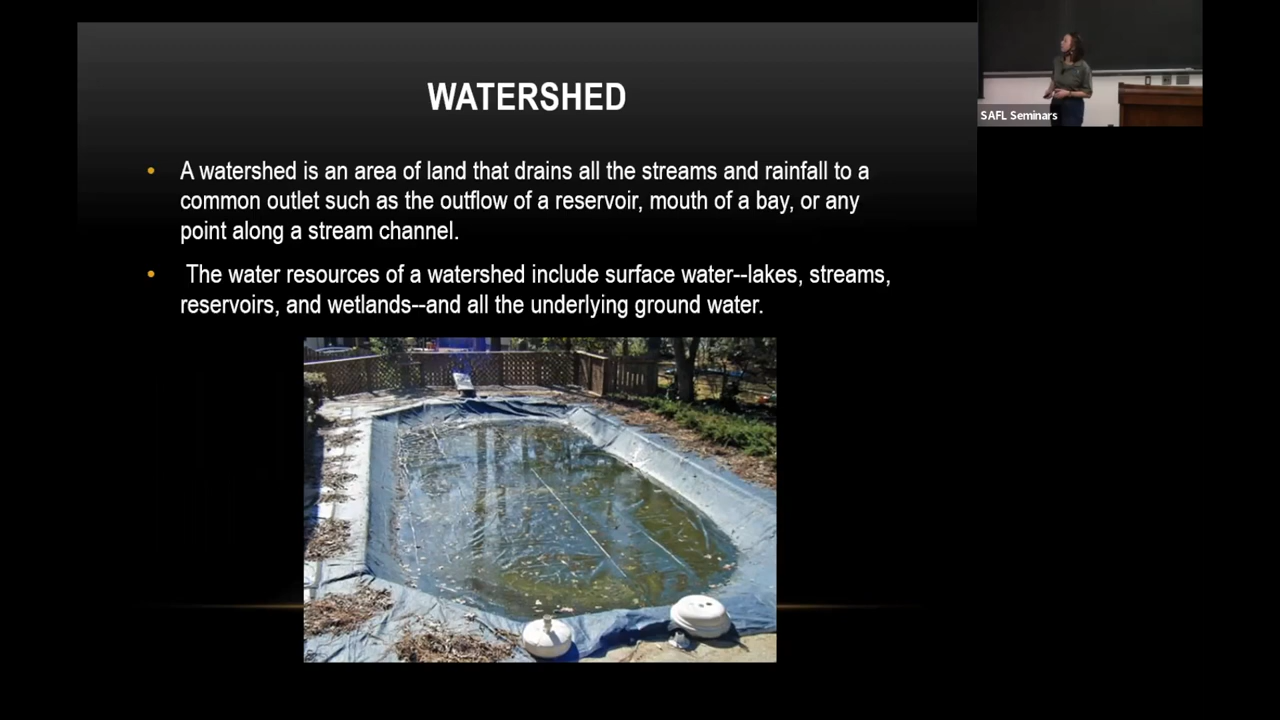 WATERSHED
• A watershed is an area of land that drains all the streams and rainfall to a
common outlet such as the outflow of a reservoir, mouth of a bay, or any
point along a stream channel.
• The water resources of a watershed include surface water--lakes, streams,
reservoirs, and wetlands--and all the underlying ground water.
SAFL Seminars